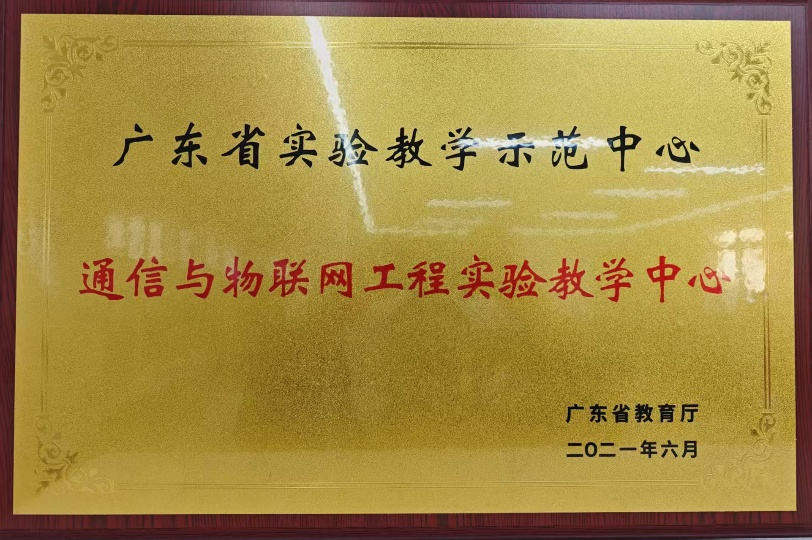 广东省实验教学示范中心
通信与物联网工程实验教学中心
广东省教育厅
二〇二一年六月